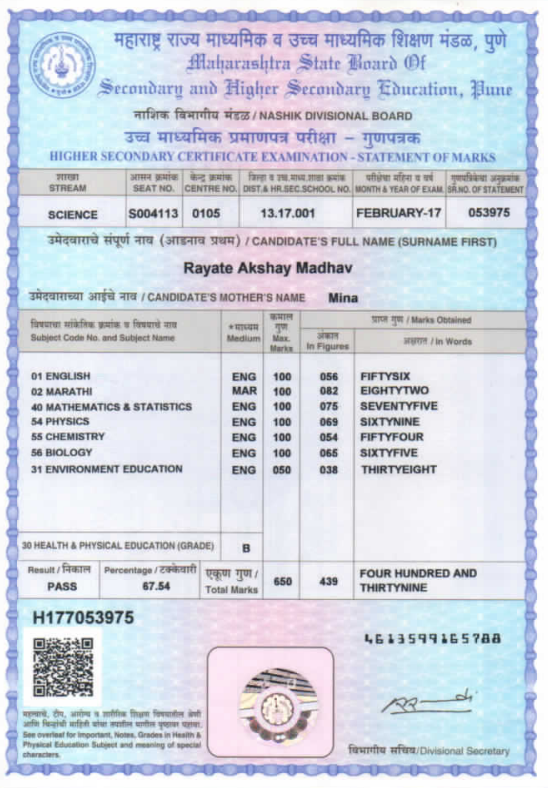 महाराष्ट्र राज्य माध्यमिक व उच्च माध्यमिक शिक्षण मंडळ, पुणे
Maharashtra State Board Of
Secondary and Higher Secondary Education, Pune
नाशिक विभागीय मंडळ / NASHIK DIVISIONAL BOARD
उच्च माध्यमिक प्रमाणपत्र परीक्षा – गुणपत्रक
HIGHER SECONDARY CERTIFICATE EXAMINATION - STATEMENT OF MARKS
शाखा STREAM आसन क्रमांक SEAT NO. केन्द्र क्रमांक CENTRE NO. जिल्हा व उच्च.माध्य.शाळा क्रमांक DIST.& HR.SEC.SCHOOL NO. परीक्षेचा महिना व वर्ष MONTH & YEAR OF EXAM. गुणपत्रिकेचा अनुक्रमांक SR.NO. OF STATEMENT
SCIENCE S004113 0105 13.17.001 FEBRUARY-17 053975
उमेदवाराचे संपूर्ण नाव (आडनाव प्रथम) / CANDIDATE'S FULL NAME (SURNAME FIRST)
Rayate Akshay Madhav
उमेदवाराच्या आईचे नाव / CANDIDATE'S MOTHER'S NAME Mina
विषयाचा सांकेतिक क्रमांक व विषयाचे नाव Subject Code No. and Subject Name *माध्यम Medium कमाल गुण Max. Marks प्राप्त गुण / Marks Obtained
अंकात In Figures अक्षरात / In Words
01 ENGLISH ENG 100 056 FIFTYSIX
02 MARATHI MAR 100 082 EIGHTYTWO
40 MATHEMATICS & STATISTICS ENG 100 075 SEVENTYFIVE
54 PHYSICS ENG 100 069 SIXTYNINE
55 CHEMISTRY ENG 100 054 FIFTYFOUR
56 BIOLOGY ENG 100 065 SIXTYFIVE
31 ENVIRONMENT EDUCATION ENG 050 038 THIRTYEIGHT
30 HEALTH & PHYSICAL EDUCATION (GRADE) B
Result / निकाल Percentage / टक्केवारी एकूण गुण / Total Marks 650 439 FOUR HUNDRED AND THIRTYNINE
PASS 67.54
H177053975
4613599165788
महत्वाचे, टीप, आरोग्य व शारीरिक शिक्षण विषयातील श्रेणी
आणि चिन्हांची माहिती बाबत तपशील मागील पृष्ठावर पहावा.
See overleaf for Important, Notes, Grades in Health &
Physical Education Subject and meaning of special
characters.
विभागीय सचिव/Divisional Secretary